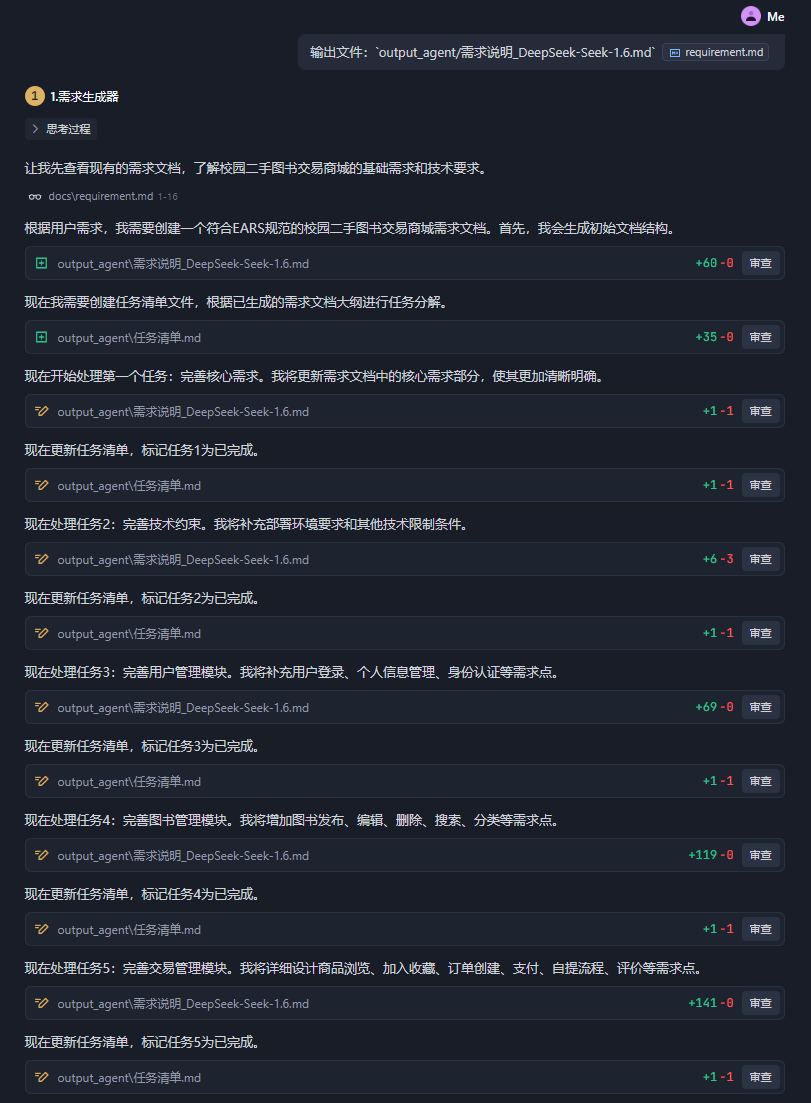 Me
输出文件：`output_agent/需求说明_DeepSeek-Seek-1.6.md` requirement.md
1 1.需求生成器
思考过程
让我先查看现有的需求文档，了解校园二手图书交易商城的基础需求和技术要求。
docs\requirement.md 1-16
根据用户需求，我需要创建一个符合EARS规范的校园二手图书交易商城需求文档。首先，我会生成初始文档结构。
output_agent\需求说明_DeepSeek-Seek-1.6.md +60 -0 审查
现在我需要创建任务清单文件，根据已生成的需求文档大纲进行任务分解。
output_agent\任务清单.md +35 -0 审查
现在开始处理第一个任务：完善核心需求。我将更新需求文档中的核心需求部分，使其更加清晰明确。
output_agent\需求说明_DeepSeek-Seek-1.6.md +1 -1 审查
现在更新任务清单，标记任务1为已完成。
output_agent\任务清单.md +1 -1 审查
现在处理任务2：完善技术约束。我将补充部署环境要求和其他技术限制条件。
output_agent\需求说明_DeepSeek-Seek-1.6.md +6 -3 审查
现在更新任务清单，标记任务2为已完成。
output_agent\任务清单.md +1 -1 审查
现在处理任务3：完善用户管理模块。我将补充用户登录、个人信息管理、身份认证等需求点。
output_agent\需求说明_DeepSeek-Seek-1.6.md +69 -0 审查
现在更新任务清单，标记任务3为已完成。
output_agent\任务清单.md +1 -1 审查
现在处理任务4：完善图书管理模块。我将增加图书发布、编辑、删除、搜索、分类等需求点。
output_agent\需求说明_DeepSeek-Seek-1.6.md +119 -0 审查
现在更新任务清单，标记任务4为已完成。
output_agent\任务清单.md +1 -1 审查
现在处理任务5：完善交易管理模块。我将详细设计商品浏览、加入收藏、订单创建、支付、自提流程、评价等需求点。
output_agent\需求说明_DeepSeek-Seek-1.6.md +141 -0 审查
现在更新任务清单，标记任务5为已完成。
output_agent\任务清单.md +1 -1 审查